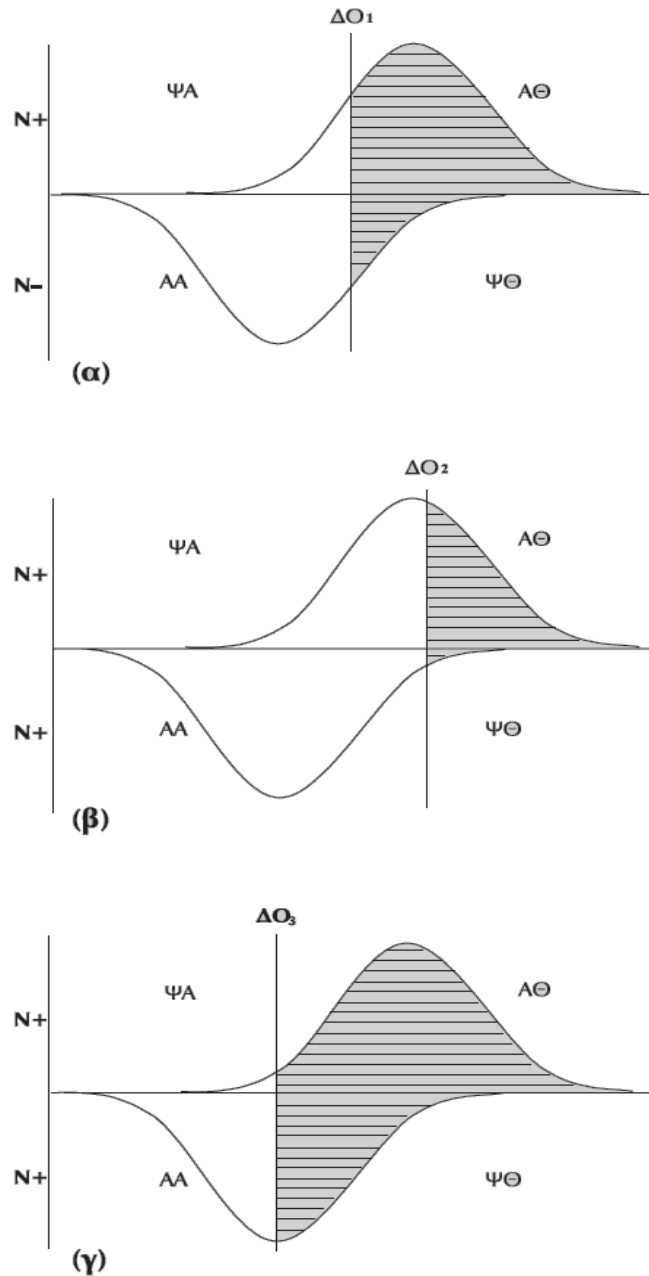 ΔΟ1
ΨΑ ΑΘ
N+
N−
ΑΑ ΨΘ
(α)
ΔΟ2
ΨΑ ΑΘ
N+
N+
ΑΑ ΨΘ
(β)
ΔΟ3
ΨΑ ΑΘ
N+
N+
ΑΑ ΨΘ
(γ)